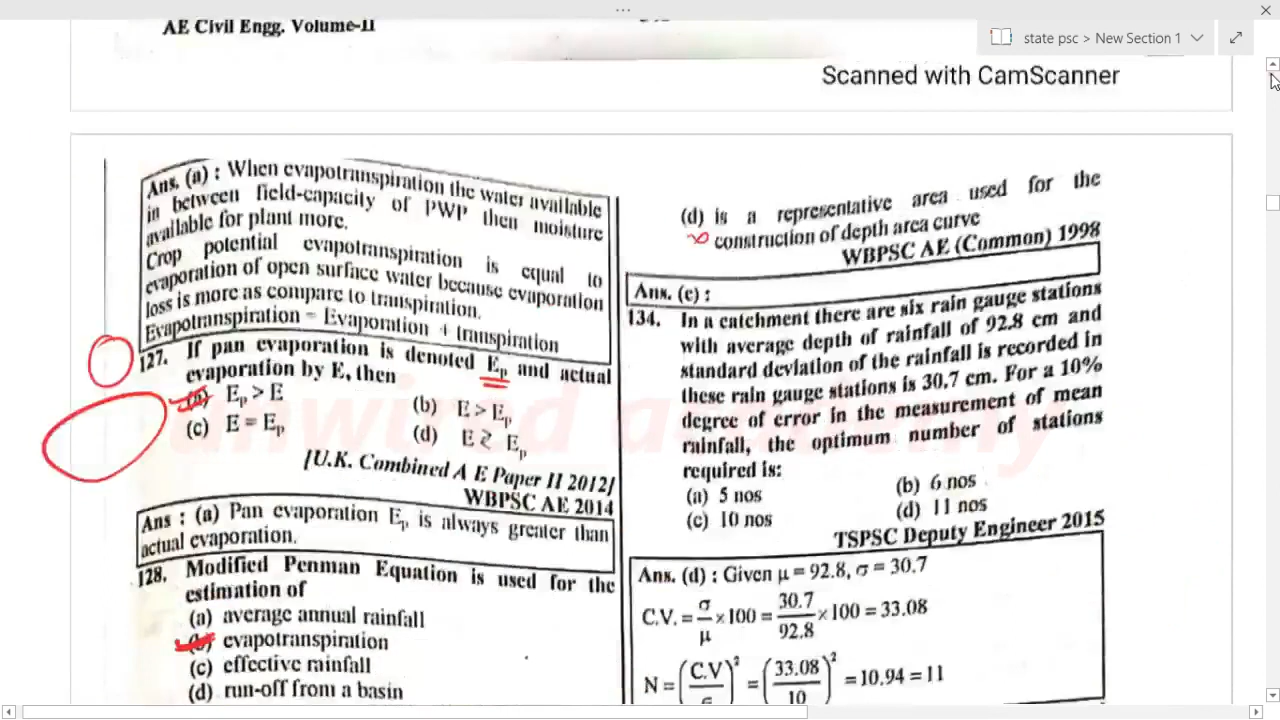 AE Civil Engg. Volume-II
state psc > New Section 1
Scanned with CamScanner
Ans. (a) : When evapotranspiration the water available
in between field-capacity of PWP then moisture
available for plant more.
Crop potential evapotranspiration is equal to
evaporation of open surface water because evaporation
loss is more as compare to transpiration.
Evapotranspiration = Evaporation + transpiration
127. If pan evaporation is denoted Ep and actual
evaporation by E, then
(a) Ep > E
(b) E > Ep
(c) E = Ep
(d) E ≷ Ep
[U.K. Combined A E Paper II 2012]
WBPSC AE 2014
Ans : (a) Pan evaporation Ep is always greater than
actual evaporation.
128. Modified Penman Equation is used for the
estimation of
(a) average annual rainfall
(b) evapotranspiration
(c) effective rainfall
(d) run-off from a basin
(d) is a representative area used for the
construction of depth area curve
WBPSC AE (Common) 1998
Ans. (c) :
134. In a catchment there are six rain gauge stations
with average depth of rainfall of 92.8 cm and
standard deviation of the rainfall is recorded in
these rain gauge stations is 30.7 cm. For a 10%
degree of error in the measurement of mean
rainfall, the optimum number of stations
required is:
(a) 5 nos
(b) 6 nos
(c) 10 nos
(d) 11 nos
TSPSC Deputy Engineer 2015
Ans. (d) : Given μ = 92.8, σ = 30.7
C.V. = σ/μ × 100 = 30.7/92.8 × 100 = 33.08
N = (C.V/ε)² = (33.08/10)² = 10.94 = 11
unwired academy